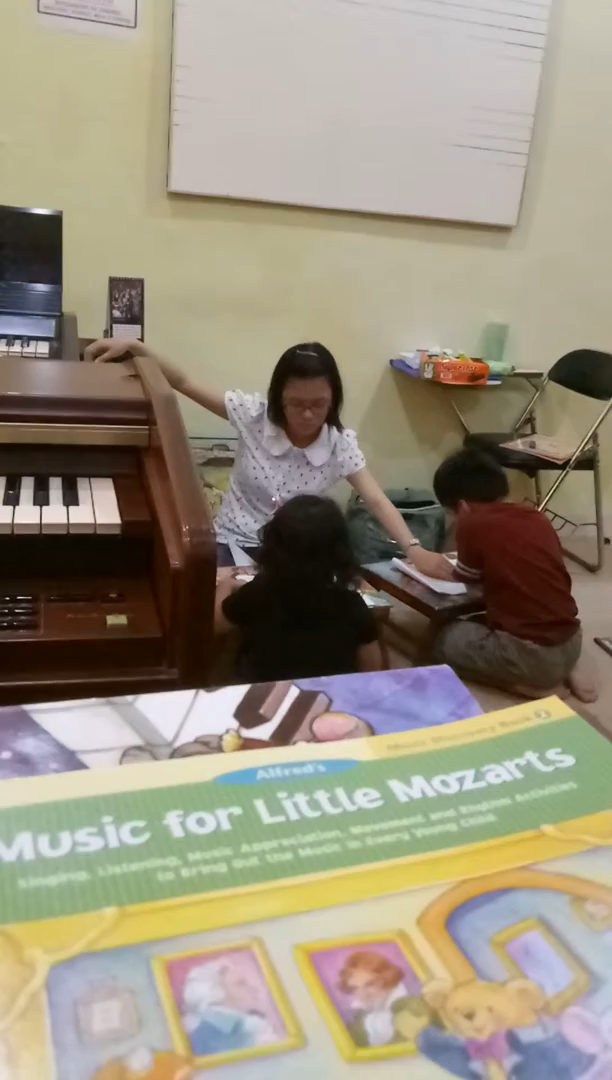 Music Discovery Book 2
Alfred's
Music for Little Mozarts
Singing, Listening, Music Appreciation, Movement and Rhythm Activities
to Bring Out the Music in Every Young Child